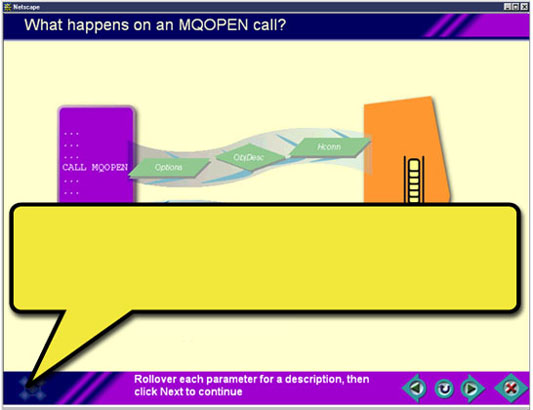 Netscape
What happens on an MQOPEN call?
...
...
...
CALL MQOPEN
...
...
Options
ObjDesc
Hconn
Rollover each parameter for a description, then
click Next to continue